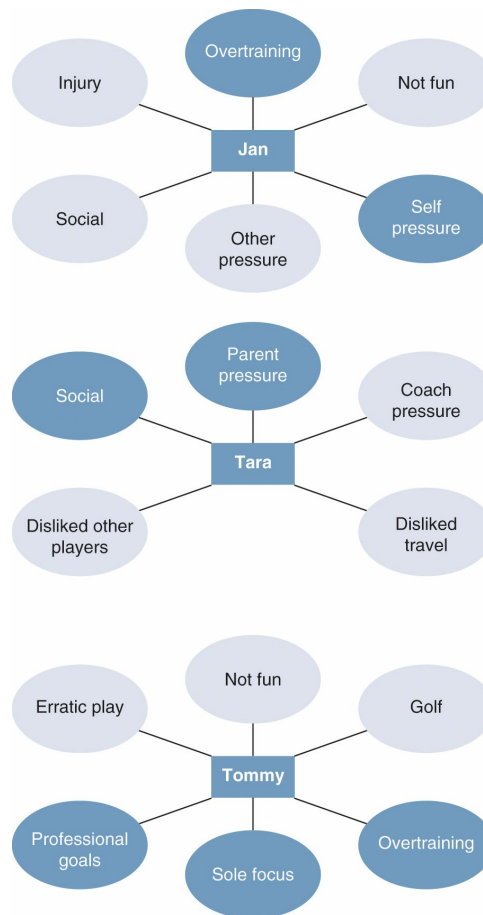 Overtraining
Injury
Not fun
Jan
Social
Other
pressure
Self
pressure
Parent
pressure
Social
Coach
pressure
Tara
Disliked other
players
Disliked
travel
Not fun
Erratic play
Golf
Tommy
Professional
goals
Sole focus
Overtraining